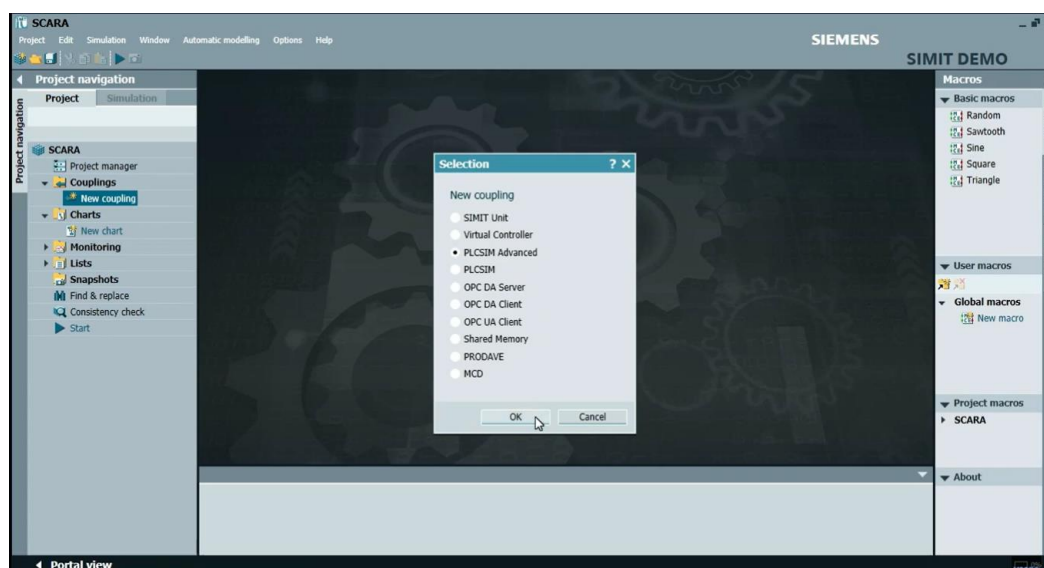 SCARA
Project Edit Simulation Window Automatic modelling Options Help
SIEMENS
SIMIT DEMO
Project navigation
Project Simulation
Project navigation
SCARA
Project manager
Couplings
New coupling
Charts
New chart
Monitoring
Lists
Snapshots
Find & replace
Consistency check
Start
Selection ? X
New coupling
SIMIT Unit
Virtual Controller
PLCSIM Advanced
PLCSIM
OPC DA Server
OPC DA Client
OPC UA Client
Shared Memory
PRODAVE
MCD
OK Cancel
Macros
Basic macros
Random
Sawtooth
Sine
Square
Triangle
User macros
Global macros
New macro
Project macros
SCARA
About
Portal view